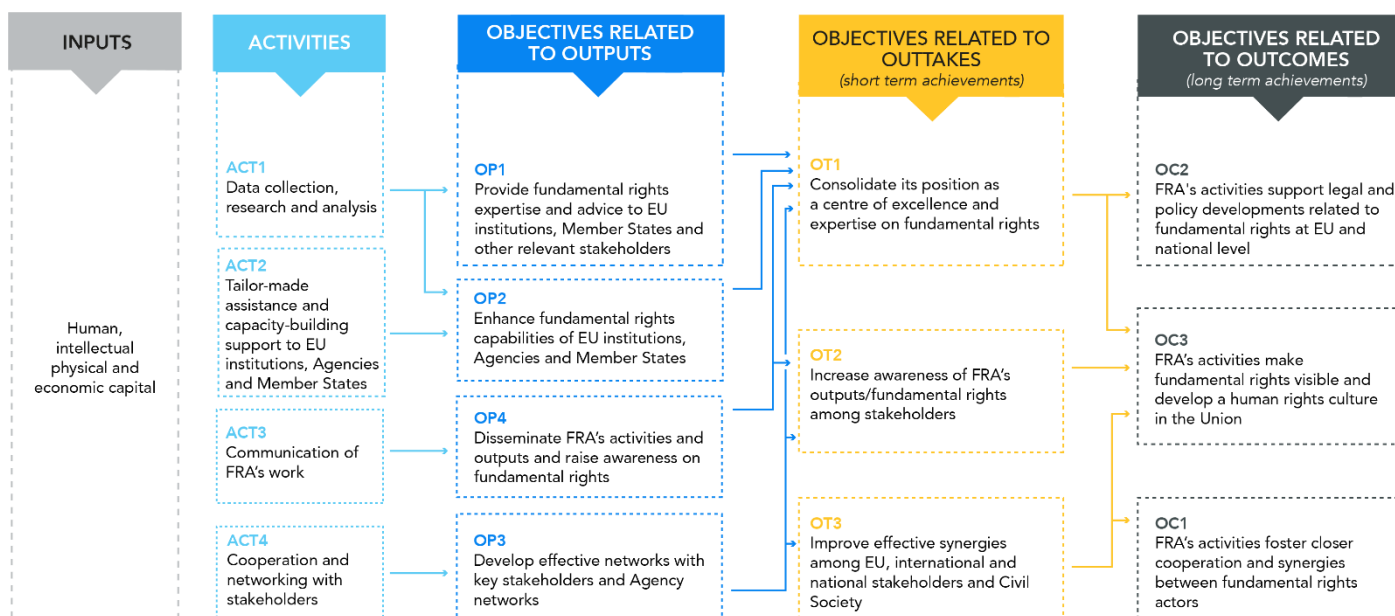 INPUTS
Human,
intellectual
physical and
economic capital
ACTIVITIES
ACT1
Data collection,
research and analysis
ACT2
Tailor-made
assistance and
capacity-building
support to EU
institutions, Agencies
and Member States
ACT3
Communication of
FRA's work
ACT4
Cooperation and
networking with
stakeholders
OBJECTIVES RELATED
TO OUTPUTS
OP1
Provide fundamental rights
expertise and advice to EU
institutions, Member States and
other relevant stakeholders
OP2
Enhance fundamental rights
capabilities of EU institutions,
Agencies and Member States
OP4
Disseminate FRA's activities and
outputs and raise awareness on
fundamental rights
OP3
Develop effective networks with
key stakeholders and Agency
networks
OBJECTIVES RELATED TO
OUTTAKES
(short term achievements)
OT1
Consolidate its position as
a centre of excellence and
expertise on fundamental rights
OT2
Increase awareness of FRA's
outputs/fundamental rights
among stakeholders
OT3
Improve effective synergies
among EU, international and
national stakeholders and Civil
Society
OBJECTIVES RELATED
TO OUTCOMES
(long term achievements)
OC2
FRA's activities support legal and
policy developments related to
fundamental rights at EU and
national level
OC3
FRA's activities make
fundamental rights visible and
develop a human rights culture
in the Union
OC1
FRA's activities foster closer
cooperation and synergies
between fundamental rights
actors